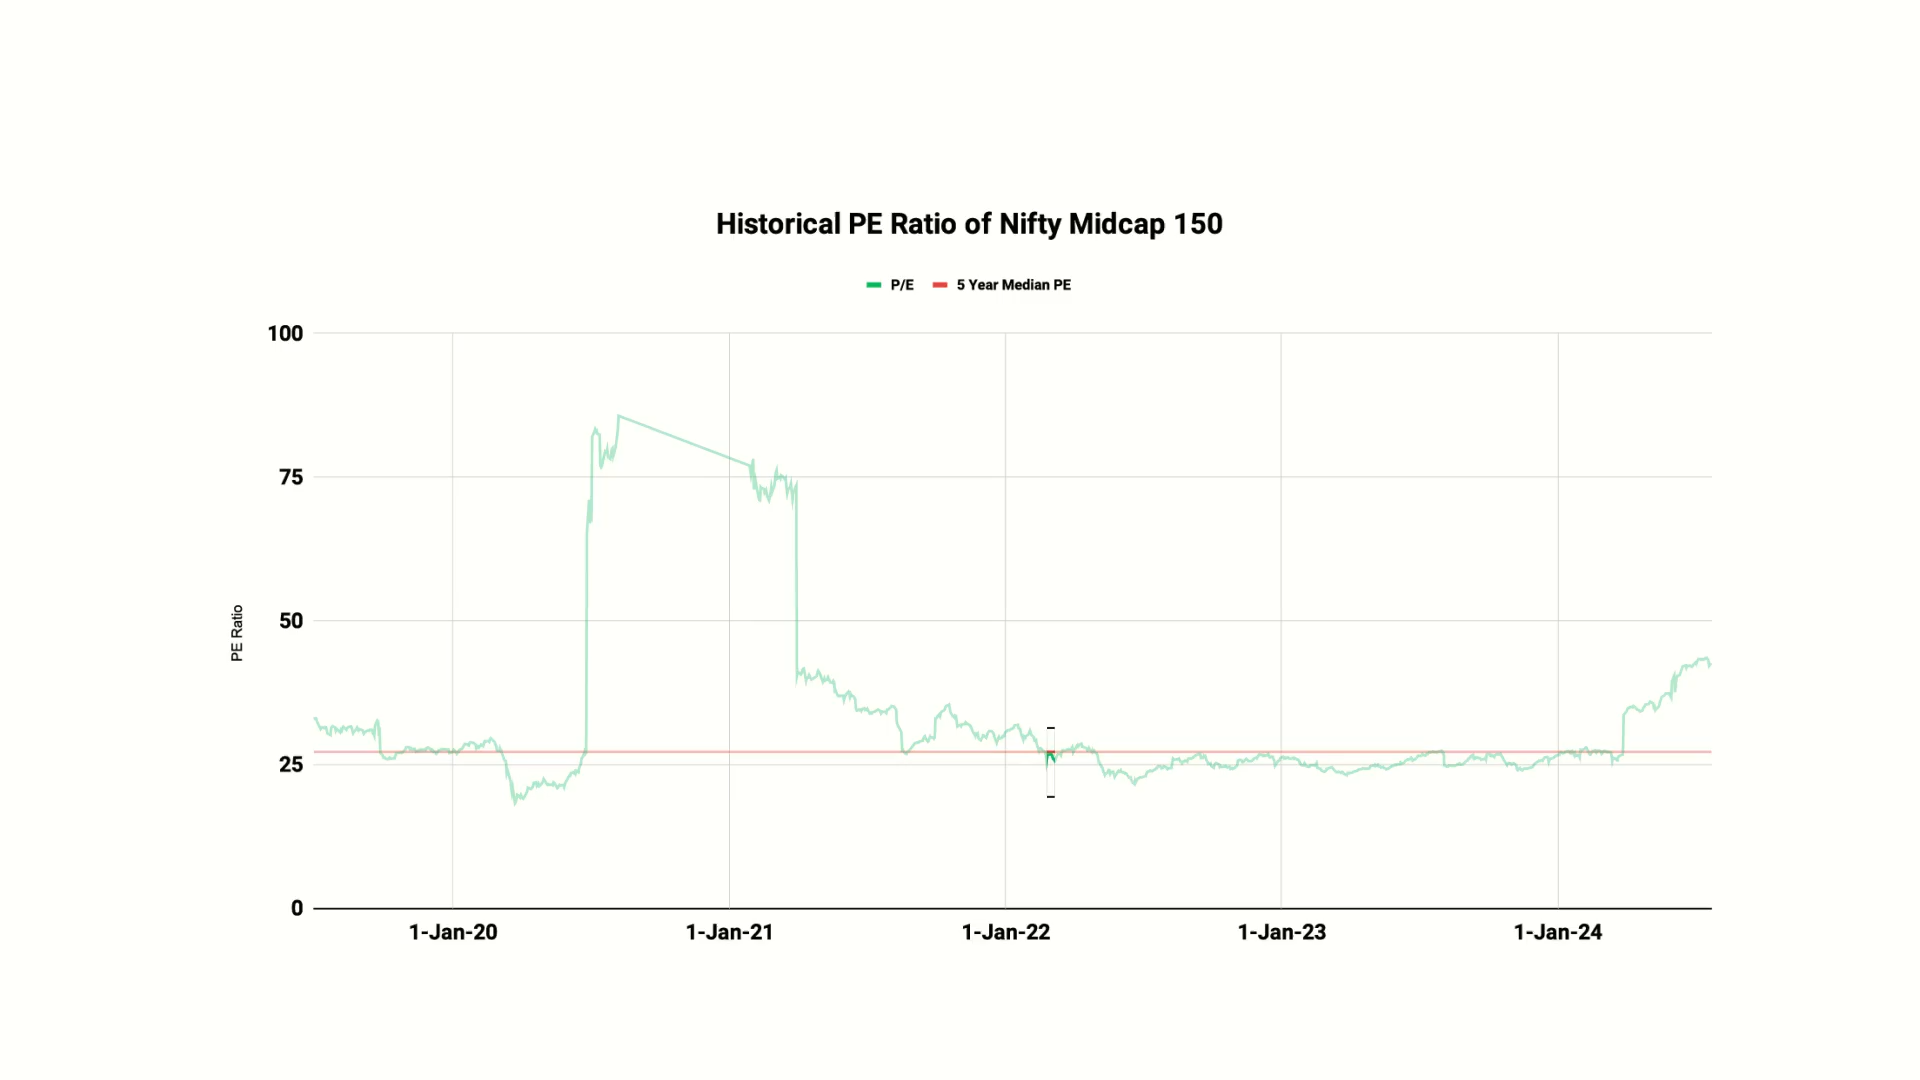 Historical PE Ratio of Nifty Midcap 150
P/E 5 Year Median PE
100
75
50
25
0
PE Ratio
1-Jan-20 1-Jan-21 1-Jan-22 1-Jan-23 1-Jan-24